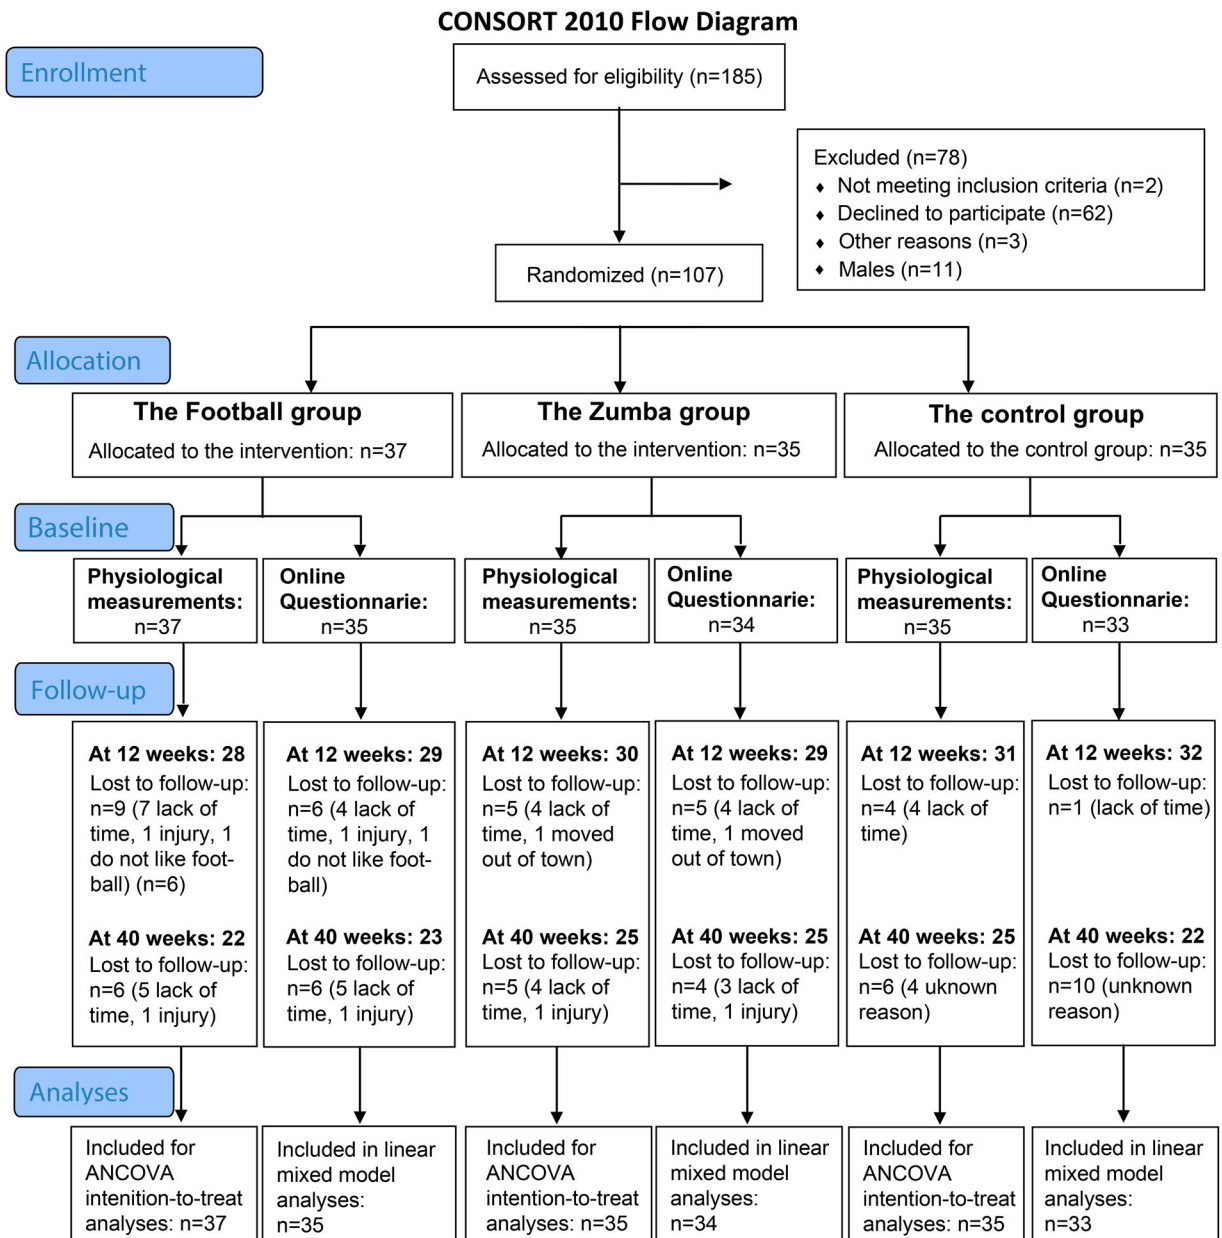 CONSORT 2010 Flow Diagram
Enrollment
Assessed for eligibility (n=185)
Excluded (n=78)
♦ Not meeting inclusion criteria (n=2)
♦ Declined to participate (n=62)
♦ Other reasons (n=3)
♦ Males (n=11)
Randomized (n=107)
Allocation
The Football group
Allocated to the intervention: n=37
The Zumba group
Allocated to the intervention: n=35
The control group
Allocated to the control group: n=35
Baseline
Physiological
measurements:
n=37
Online
Questionnarie:
n=35
Physiological
measurements:
n=35
Online
Questionnarie:
n=34
Physiological
measurements:
n=35
Online
Questionnarie:
n=33
Follow-up
At 12 weeks: 28
Lost to follow-up:
n=9 (7 lack of
time, 1 injury, 1
do not like foot-
ball) (n=6)
At 40 weeks: 22
Lost to follow-up:
n=6 (5 lack of
time, 1 injury)
At 12 weeks: 29
Lost to follow-up:
n=6 (4 lack of
time, 1 injury, 1
do not like foot-
ball)
At 40 weeks: 23
Lost to follow-up:
n=6 (5 lack of
time, 1 injury)
At 12 weeks: 30
Lost to follow-up:
n=5 (4 lack of
time, 1 moved
out of town)
At 40 weeks: 25
Lost to follow-up:
n=5 (4 lack of
time, 1 injury)
At 12 weeks: 29
Lost to follow-up:
n=5 (4 lack of
time, 1 moved
out of town)
At 40 weeks: 25
Lost to follow-up:
n=4 (3 lack of
time, 1 injury)
At 12 weeks: 31
Lost to follow-up:
n=4 (4 lack of
time)
At 40 weeks: 25
Lost to follow-up:
n=6 (4 uknown
reason)
At 12 weeks: 32
Lost to follow-up:
n=1 (lack of time)
At 40 weeks: 22
Lost to follow-up:
n=10 (unknown
reason)
Analyses
Included for
ANCOVA
intenition-to-treat
analyses: n=37
Included in linear
mixed model
analyses:
n=35
Included for
ANCOVA
intention-to-treat
analyses: n=35
Included in linear
mixed model
analyses:
n=34
Included for
ANCOVA
intention-to-treat
analyses: n=35
Included in linear
mixed model
analyses:
n=33